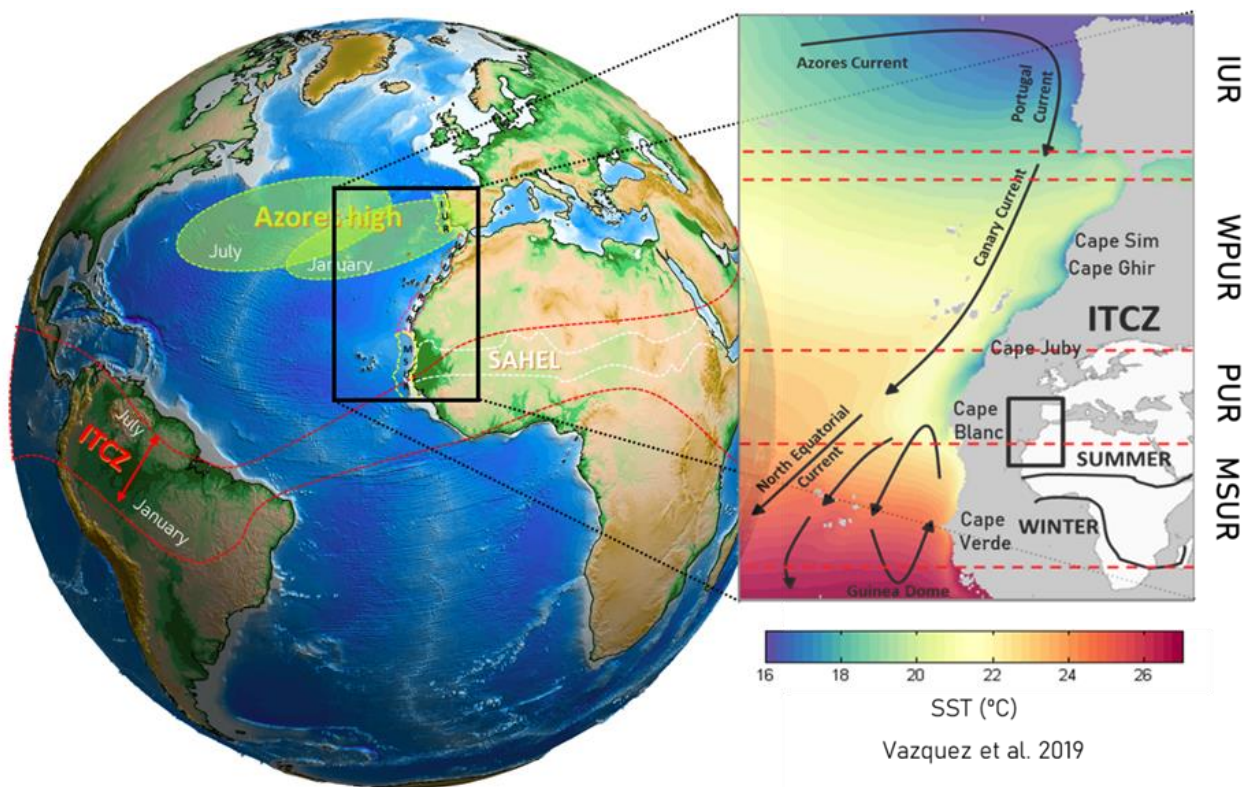 Azores high
July
January
SAHEL
July
ITCZ
January
Azores Current
Portugal
Current
Canary Current
Cape Sim
Cape Ghir
ITCZ
Cape Juby
Cape
Blanc
SUMMER
North Equatorial
Current
WINTER
Cape
Verde
Guinea Dome
IUR
WPUR
PUR
MSUR
16
18
20
22
24
26
SST (°C)
Vazquez et al. 2019